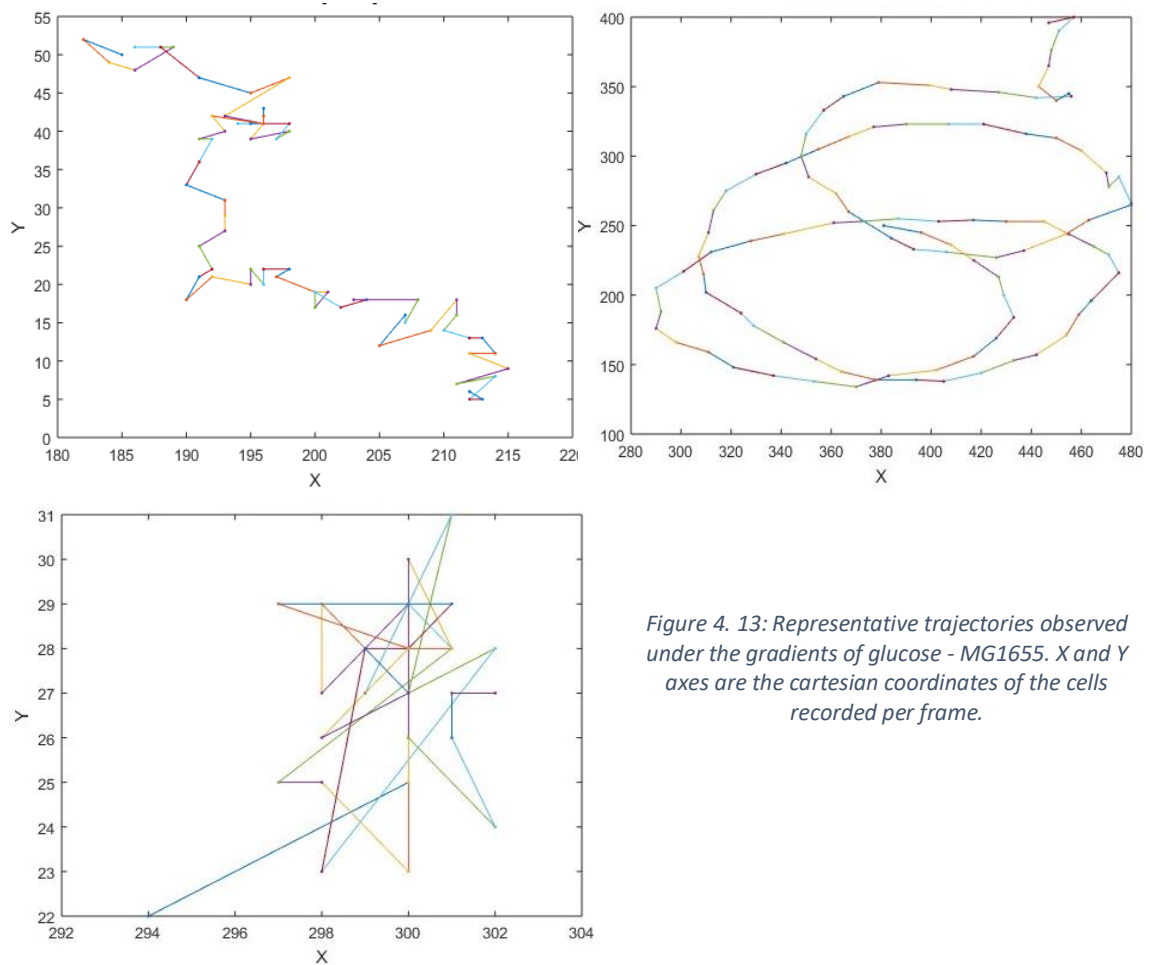 55
50
45
40
35
30
25
20
15
10
5
0
Y
180 185 190 195 200 205 210 215 220
X
400
350
300
250
200
150
100
Y
280 300 320 340 360 380 400 420 440 460 480
X
31
30
29
28
27
26
25
24
23
22
Y
292 294 296 298 300 302 304
X
Figure 4. 13: Representative trajectories observed
under the gradients of glucose - MG1655. X and Y
axes are the cartesian coordinates of the cells
recorded per frame.